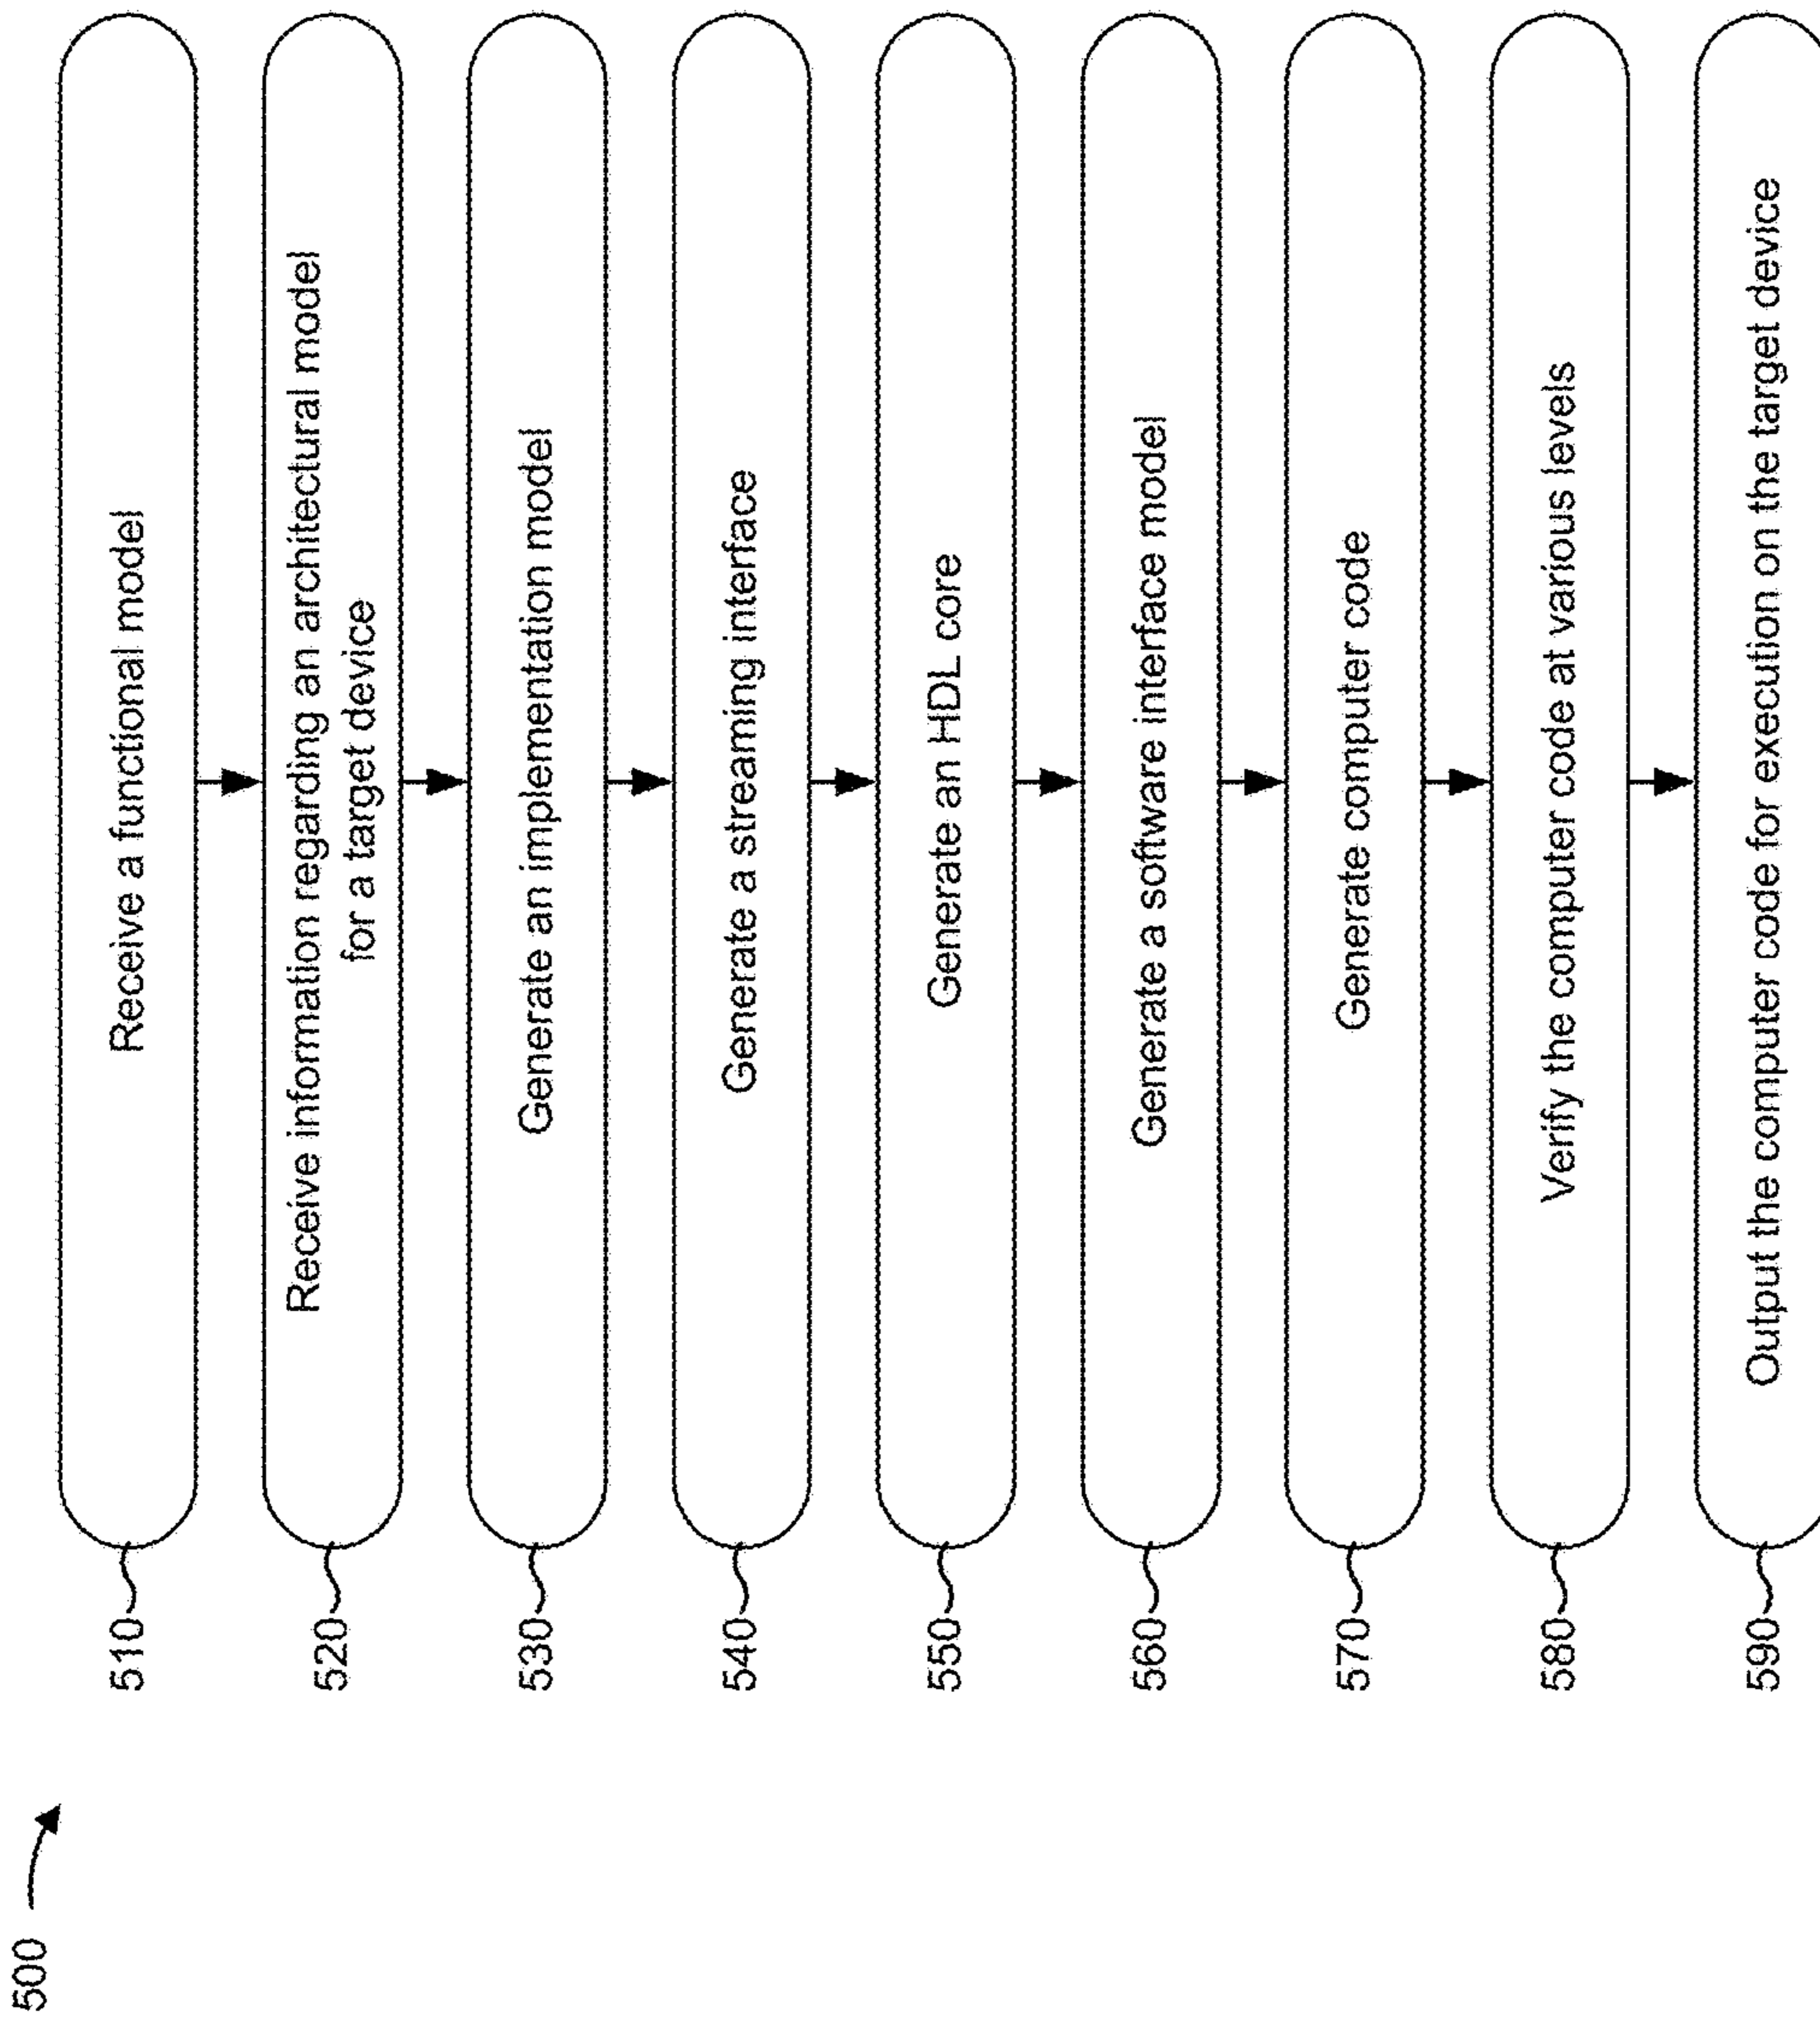 500
510
Receive a functional model
520
Receive information regarding an architectural model
for a target device
530
Generate an implementation model
540
Generate a streaming interface
550
Generate an HDL core
560
Generate a software interface model
570
Generate computer code
580
Verify the computer code at various levels
590
Output the computer code for execution on the target device